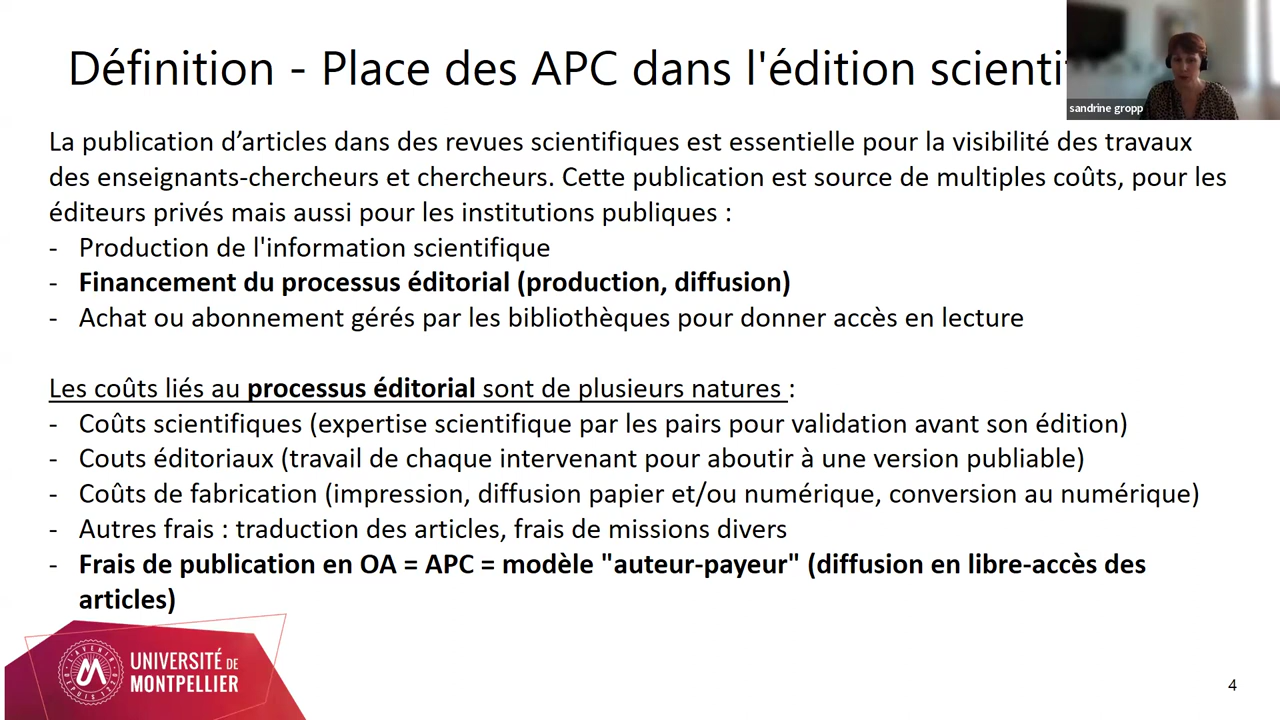 Définition - Place des APC dans l'édition scientif
sandrine gropp
La publication d’articles dans des revues scientifiques est essentielle pour la visibilité des travaux
des enseignants-chercheurs et chercheurs. Cette publication est source de multiples coûts, pour les
éditeurs privés mais aussi pour les institutions publiques :
- Production de l'information scientifique
- Financement du processus éditorial (production, diffusion)
- Achat ou abonnement gérés par les bibliothèques pour donner accès en lecture
Les coûts liés au processus éditorial sont de plusieurs natures :
- Coûts scientifiques (expertise scientifique par les pairs pour validation avant son édition)
- Couts éditoriaux (travail de chaque intervenant pour aboutir à une version publiable)
- Coûts de fabrication (impression, diffusion papier et/ou numérique, conversion au numérique)
- Autres frais : traduction des articles, frais de missions divers
- Frais de publication en OA = APC = modèle "auteur-payeur" (diffusion en libre-accès des
articles)
UNIVERSITÉ DE
MONTPELLIER
4